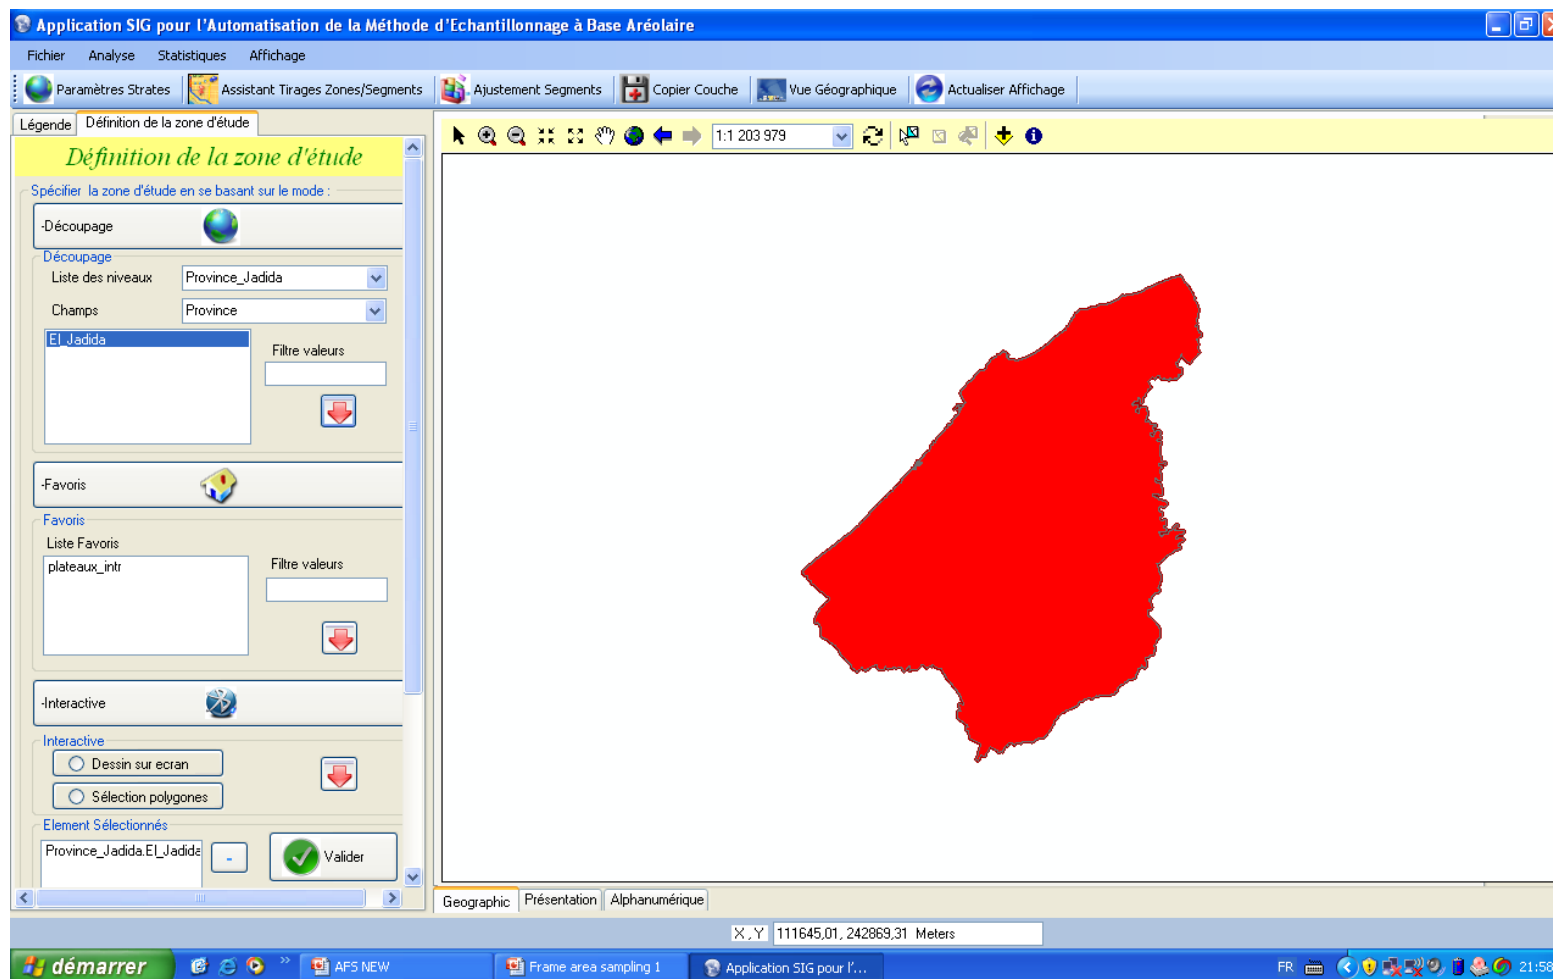 Application SIG pour l'Automatisation de la Méthode d'Echantillonnage à Base Aréolaire
Fichier Analyse Statistiques Affichage
Paramètres Strates Assistant Tirages Zones/Segments Ajustement Segments Copier Couche Vue Géographique Actualiser Affichage
Légende Définition de la zone d'étude
1:1 203 979
Définition de la zone d'étude
Spécifier la zone d'étude en se basant sur le mode :
-Découpage
Découpage
Liste des niveaux Province_Jadida
Champs Province
El_Jadida
Filtre valeurs
-Favoris
Favoris
Liste Favoris
plateaux_intr
Filtre valeurs
-Interactive
Interactive
Dessin sur ecran
Sélection polygones
Element Sélectionnés
Province_Jadida.El_Jadida
-
Valider
Geographic Présentation Alphanumérique
X , Y 111645,01, 242869,31 Meters
démarrer AFS NEW Frame area sampling 1 Application SIG pour l'... FR 21:58